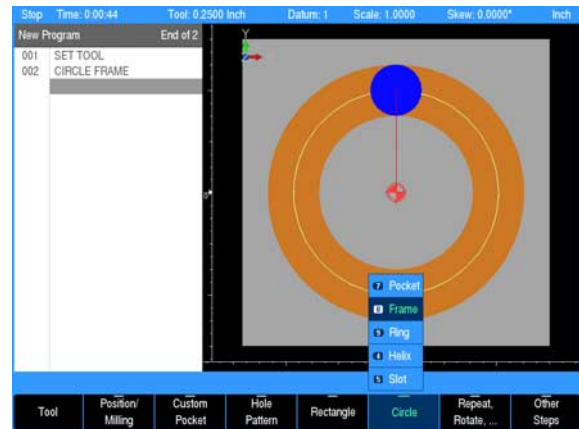 Stop Time: 0:00:44 Tool: 0.2500 Inch Datum: 1 Scale: 1.0000 Skew: 0.0000° Inch
New Program End of 2
001 SET TOOL
002 CIRCLE FRAME
Y
Pocket
Frame
Ring
Helix
Slot
Tool
Position/
Milling
Custom
Pocket
Hole
Pattern
Rectangle
Circle
Repeat,
Rotate, ...
Other
Steps